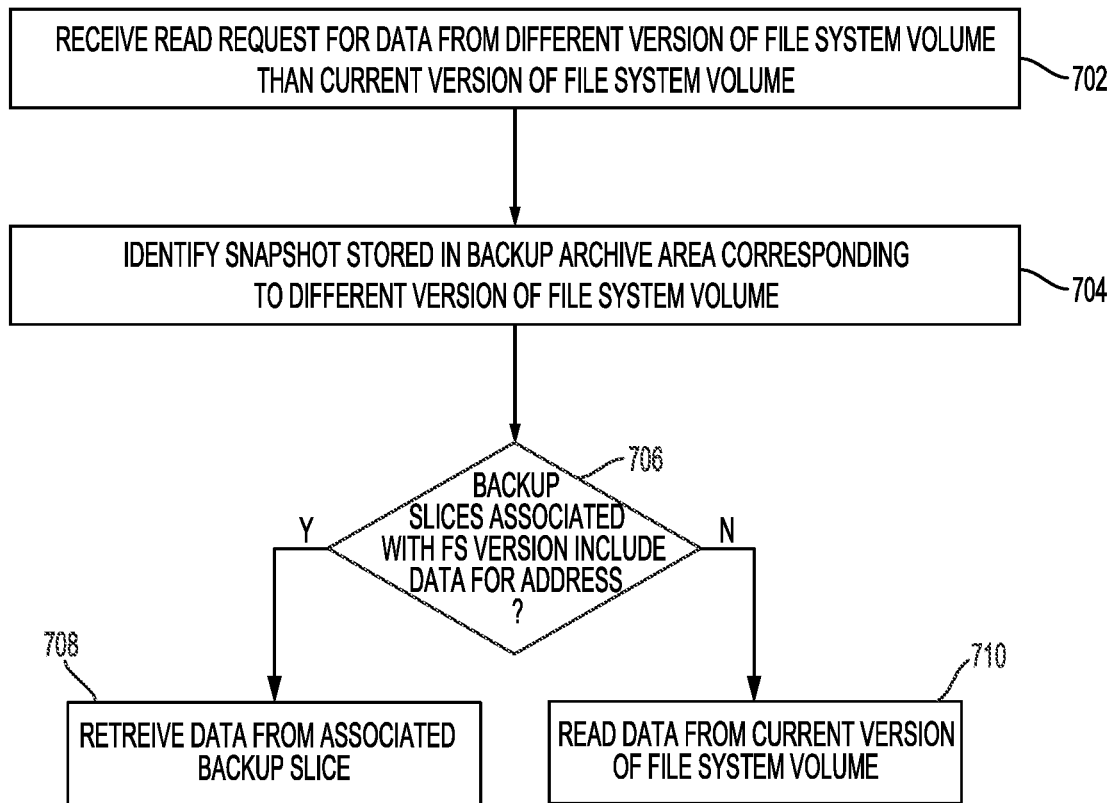 RECEIVE READ REQUEST FOR DATA FROM DIFFERENT VERSION OF FILE SYSTEM VOLUME
THAN CURRENT VERSION OF FILE SYSTEM VOLUME
702
IDENTIFY SNAPSHOT STORED IN BACKUP ARCHIVE AREA CORRESPONDING
TO DIFFERENT VERSION OF FILE SYSTEM VOLUME
704
706
BACKUP
SLICES ASSOCIATED
WITH FS VERSION INCLUDE
DATA FOR ADDRESS
?
Y
N
708
RETREIVE DATA FROM ASSOCIATED
BACKUP SLICE
710
READ DATA FROM CURRENT VERSION
OF FILE SYSTEM VOLUME